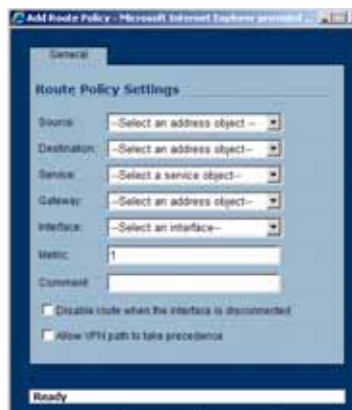 Add Route Policy - Microsoft Internet Explorer provided ...
General
Route Policy Settings
Source: --Select an address object --
Destination: --Select an address object--
Service: --Select a service object--
Gateway: --Select an address object--
Interface: --Select an interface--
Metric: 1
Comment:
Disable route when the interface is disconnected
Allow VPN path to take precedence
Ready